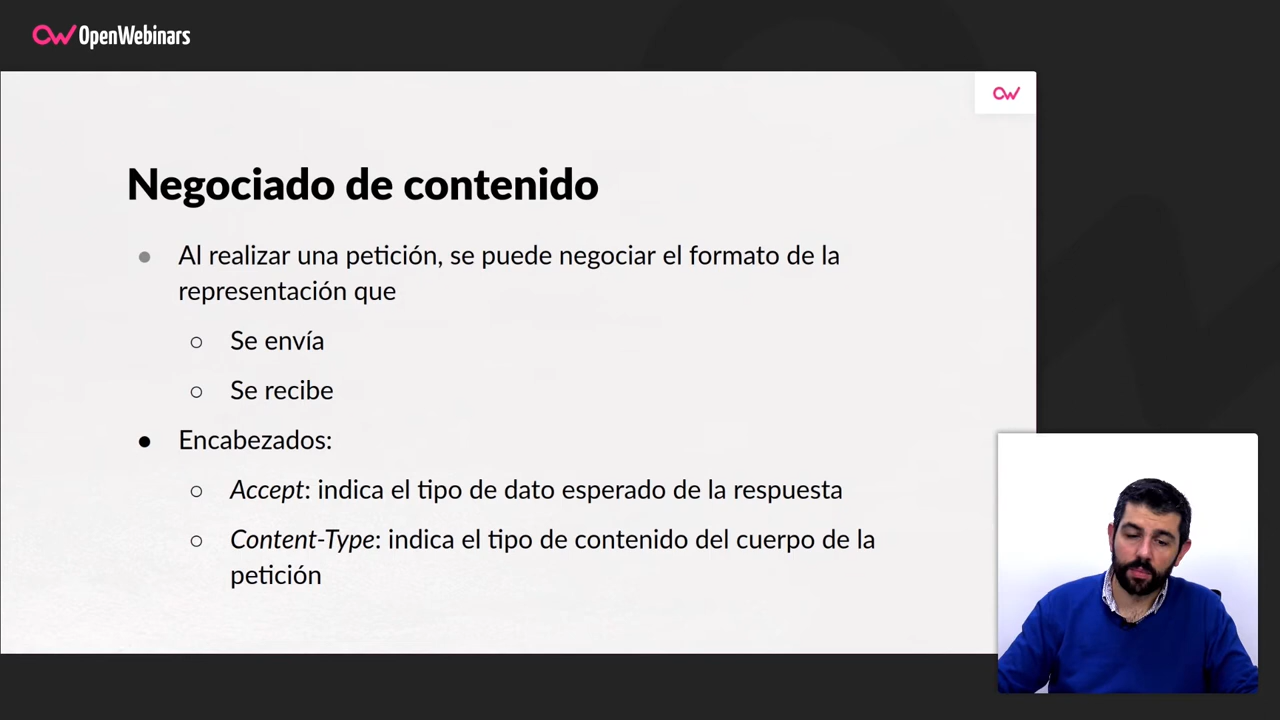 OpenWebinars
Negociado de contenido
● Al realizar una petición, se puede negociar el formato de la
representación que
○ Se envía
○ Se recibe
● Encabezados:
○ Accept: indica el tipo de dato esperado de la respuesta
○ Content-Type: indica el tipo de contenido del cuerpo de la
petición